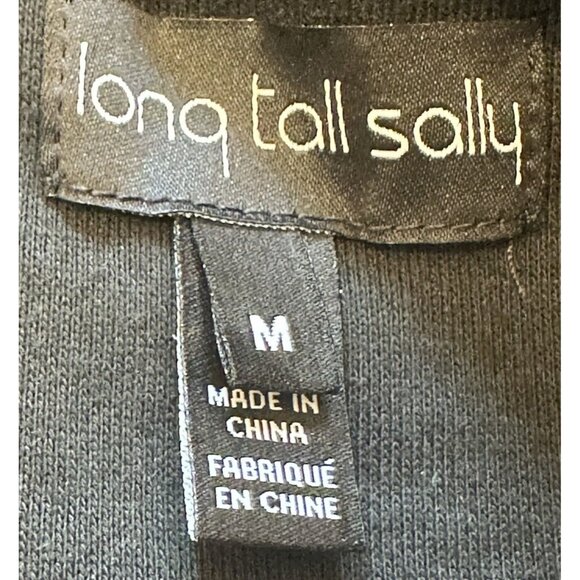 long tall sally
M
MADE IN
CHINA
FABRIQUÉ
EN CHINE